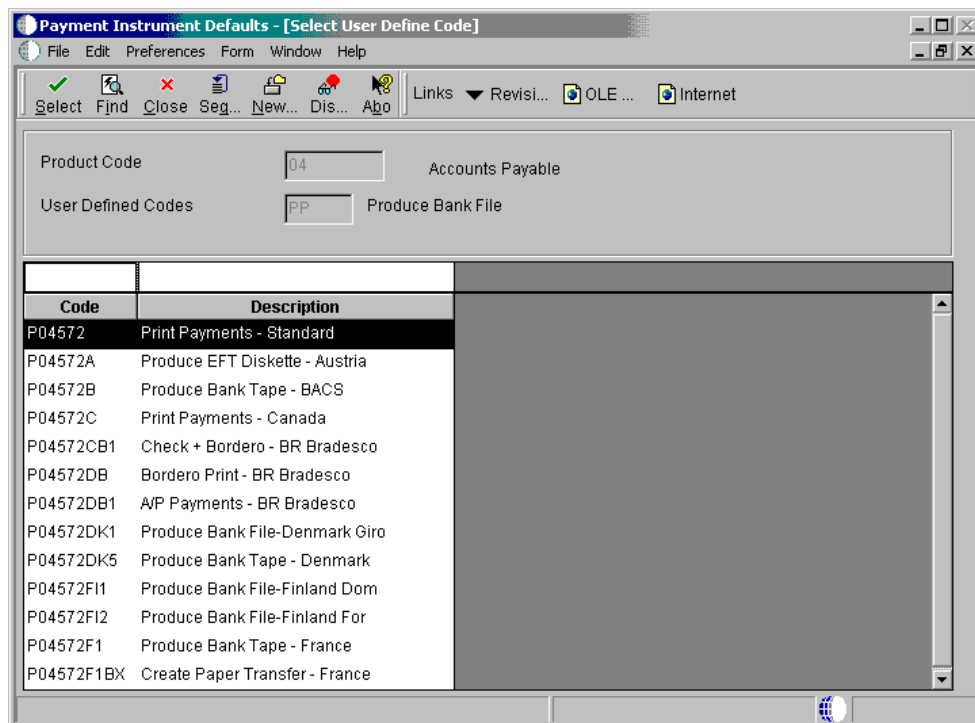 Payment Instrument Defaults - [Select User Define Code]
File Edit Preferences Form Window Help
Select Find Close Seq... New... Dis... Abo Links Revisi... OLE ... Internet
Product Code 04 Accounts Payable
User Defined Codes PP Produce Bank File
Code Description
P04572 Print Payments - Standard
P04572A Produce EFT Diskette - Austria
P04572B Produce Bank Tape - BACS
P04572C Print Payments - Canada
P04572CB1 Check + Bordero - BR Bradesco
P04572DB Bordero Print - BR Bradesco
P04572DB1 A/P Payments - BR Bradesco
P04572DK1 Produce Bank File-Denmark Giro
P04572DK5 Produce Bank Tape - Denmark
P04572FI1 Produce Bank File-Finland Dom
P04572FI2 Produce Bank File-Finland For
P04572F1 Produce Bank Tape - France
P04572F1BX Create Paper Transfer - France